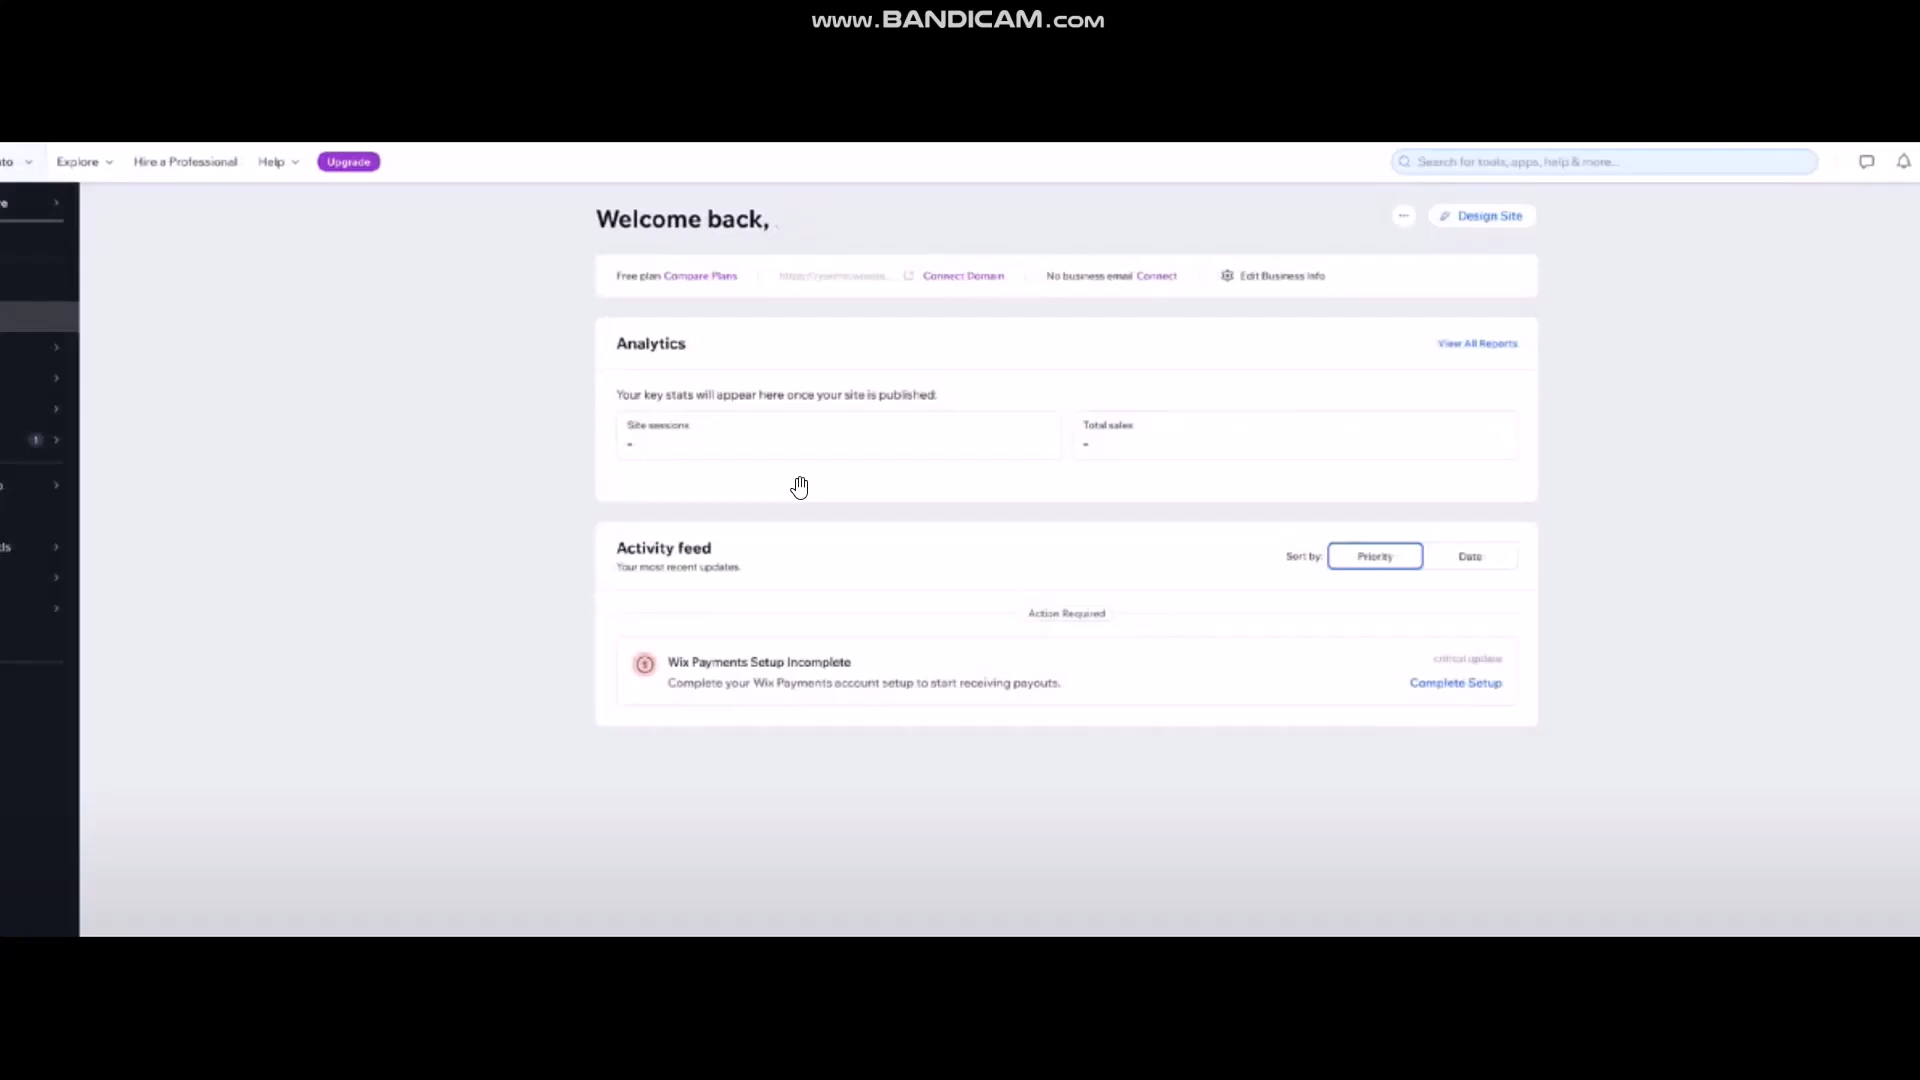 www.BANDICAM.com
to Explore Hire a Professional Help Upgrade Search for tools, apps, help & more...
e
Welcome back, Design Site
Free plan Compare Plans Connect Domain No business email Connect Edit Business Info
Analytics View All Reports
Your key stats will appear here once your site is published.
Site sessions Total sales
- -
1
Activity feed
Your most recent updates.
Sort by: Priority Date
ds
Action Required
Wix Payments Setup Incomplete critical update
Complete your Wix Payments account setup to start receiving payouts. Complete Setup